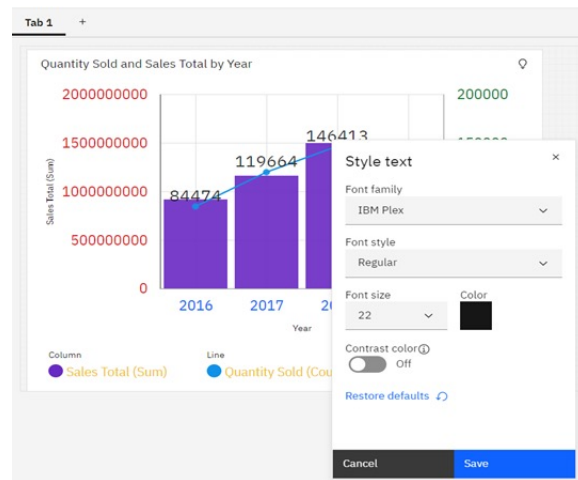 Tab 1 +
Quantity Sold and Sales Total by Year
2000000000
200000
146413
1500000000
119664
Sales Total (Sum)
84474
1000000000
500000000
0
2016 2017
Year
Column
Line
Sales Total (Sum)
Quantity Sold
Style text
Font family
IBM Plex
Font style
Regular
Font size
Color
22
Contrast color
Off
Restore defaults
Cancel
Save